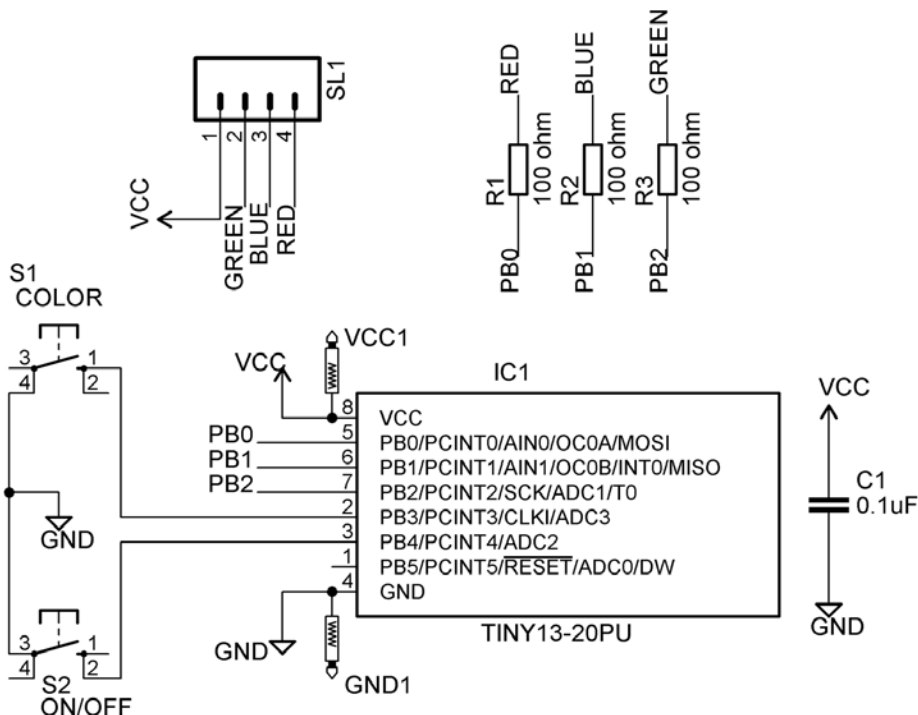 SL1
1
2
3
4
VCC
GREEN
BLUE
RED
RED
BLUE
GREEN
R1
100 ohm
R2
100 ohm
R3
100 ohm
PB0
PB1
PB2
S1
COLOR
3
1
4
2
GND
3
1
4
2
S2
ON/OFF
VCC
VCC1
IC1
8
VCC
PB0
5
PB0/PCINT0/AIN0/OC0A/MOSI
PB1
6
PB1/PCINT1/AIN1/OC0B/INT0/MISO
PB2
7
PB2/PCINT2/SCK/ADC1/T0
2
PB3/PCINT3/CLKI/ADC3
3
PB4/PCINT4/ADC2
1
PB5/PCINT5/RESET/ADC0/DW
4
GND
TINY13-20PU
GND
GND1
VCC
C1
0.1uF
GND